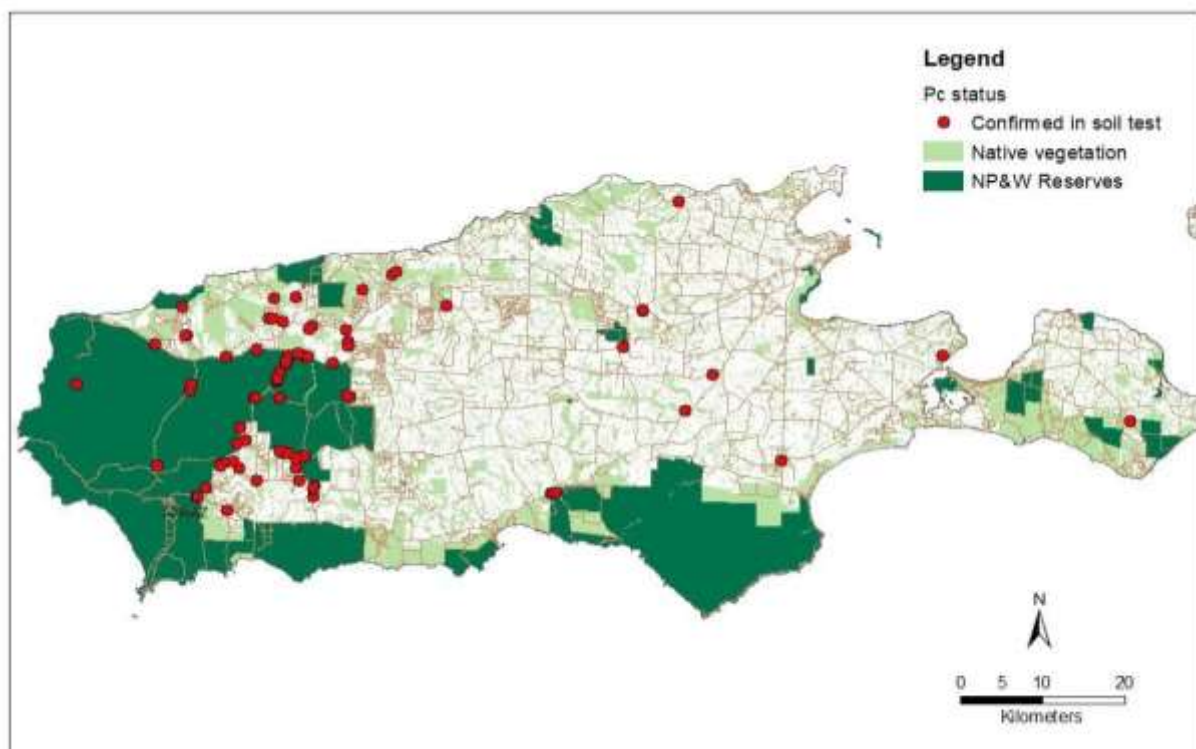 Legend
Pc status
Confirmed in soil test
Native vegetation
NP&W Reserves
N
0 5 10 20
Kilometers